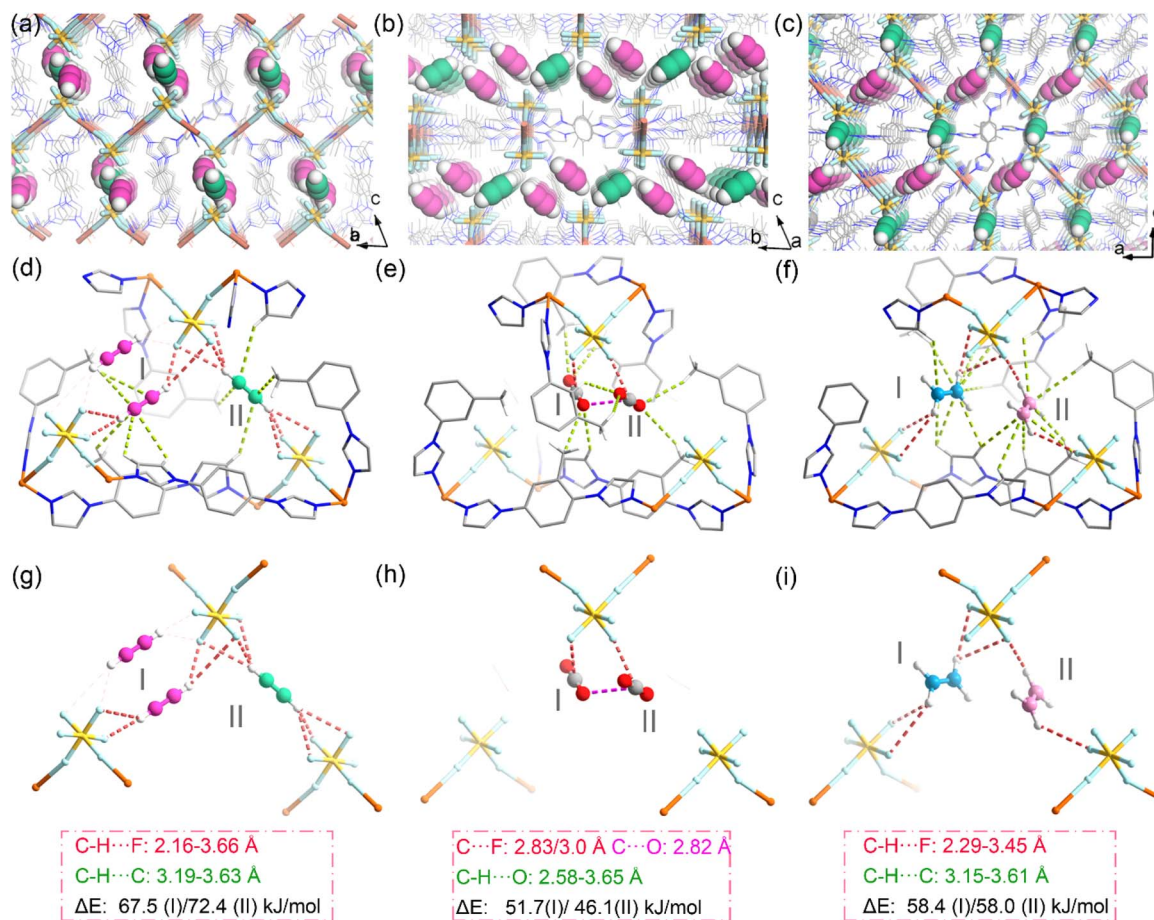 (a)
(b)
(c)
c
a
c
b
a
c
a
(d)
(e)
(f)
I
II
I
II
I
II
(g)
(h)
(i)
I
II
I
II
I
II
C-H···F: 2.16-3.66 Å
C-H···C: 3.19-3.63 Å
ΔE: 67.5 (I)/72.4 (II) kJ/mol
C···F: 2.83/3.0 Å C···O: 2.82 Å
C-H···O: 2.58-3.65 Å
ΔE: 51.7(I)/ 46.1(II) kJ/mol
C-H···F: 2.29-3.45 Å
C-H···C: 3.15-3.61 Å
ΔE: 58.4 (I)/58.0 (II) kJ/mol